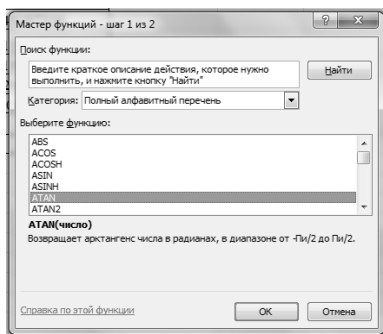 Мастер функций - шаг 1 из 2
Поиск функции:
Введите краткое описание действия, которое нужно
выполнить, и нажмите кнопку "Найти"
Найти
Категория: Полный алфавитный перечень
Выберите функцию:
ABS
ACOS
ACOSH
ASIN
ASINH
ATAN
ATAN2
ATAN(число)
Возвращает арктангенс числа в радианах, в диапазоне от -Пи/2 до Пи/2.
Справка по этой функции
ОК
Отмена